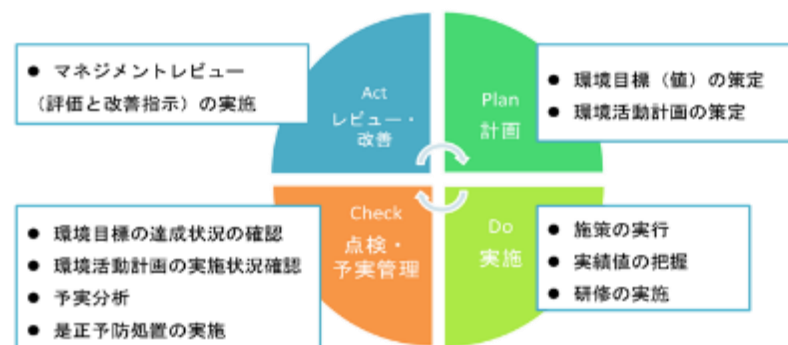 ● マネジメントレビュー
（評価と改善指示）の実施
Act
レビュー・
改善
Plan
計画
● 環境目標（値）の策定
● 環境活動計画の策定
● 環境目標の達成状況の確認
● 環境活動計画の実施状況確認
● 予実分析
● 是正予防処置の実施
Check
点検・
予実管理
Do
実施
● 施策の実行
● 実績値の把握
● 研修の実施